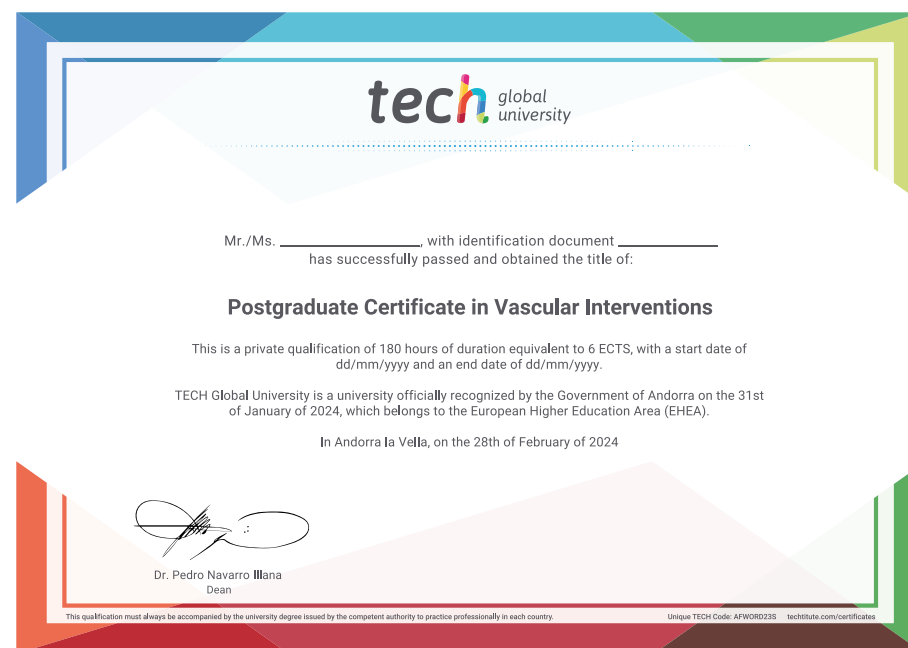 tech global university
Mr./Ms. ____________, with identification document ____________
has successfully passed and obtained the title of:
Postgraduate Certificate in Vascular Interventions
This is a private qualification of 180 hours of duration equivalent to 6 ECTS, with a start date of
dd/mm/yyyy and an end date of dd/mm/yyyy.
TECH Global University is a university officially recognized by the Government of Andorra on the 31st
of January of 2024, which belongs to the European Higher Education Area (EHEA).
In Andorra la Vella, on the 28th of February of 2024
Dr. Pedro Navarro Illana
Dean
This qualification must always be accompanied by the university degree issued by the competent authority to practice professionally in each country.
Unique TECH Code: AFWORD23S techtitute.com/certificates